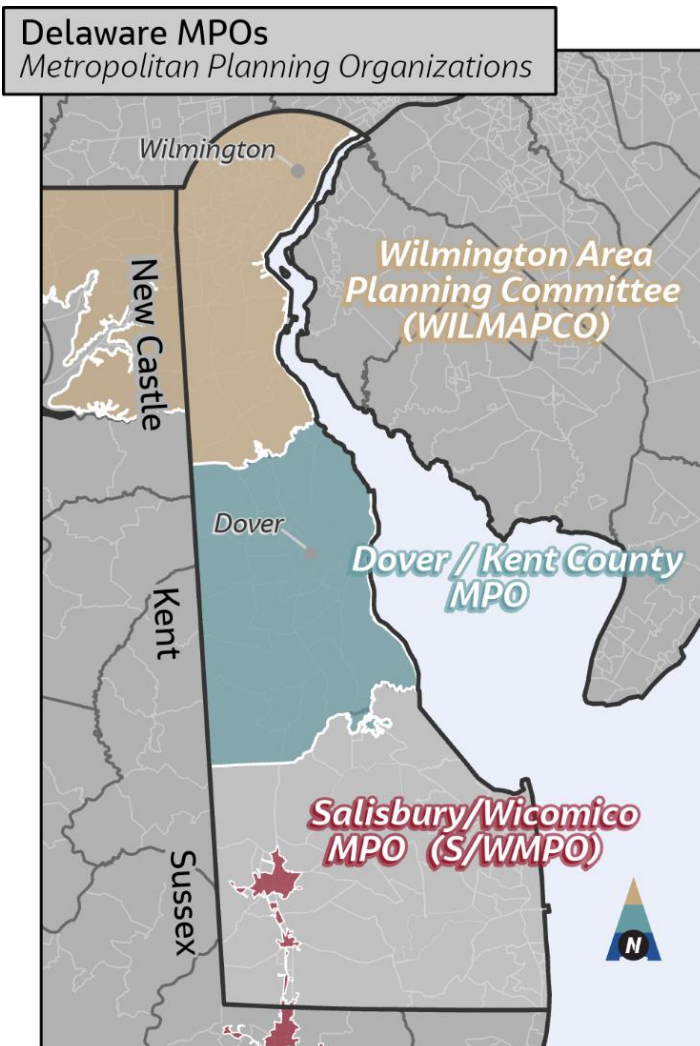 Delaware MPOs
Metropolitan Planning Organizations
Wilmington
New Castle
Wilmington Area
Planning Committee
(WILMAPCO)
Dover
Dover / Kent County
MPO
Kent
Salisbury/Wicomico
MPO (S/WMPO)
Sussex
N